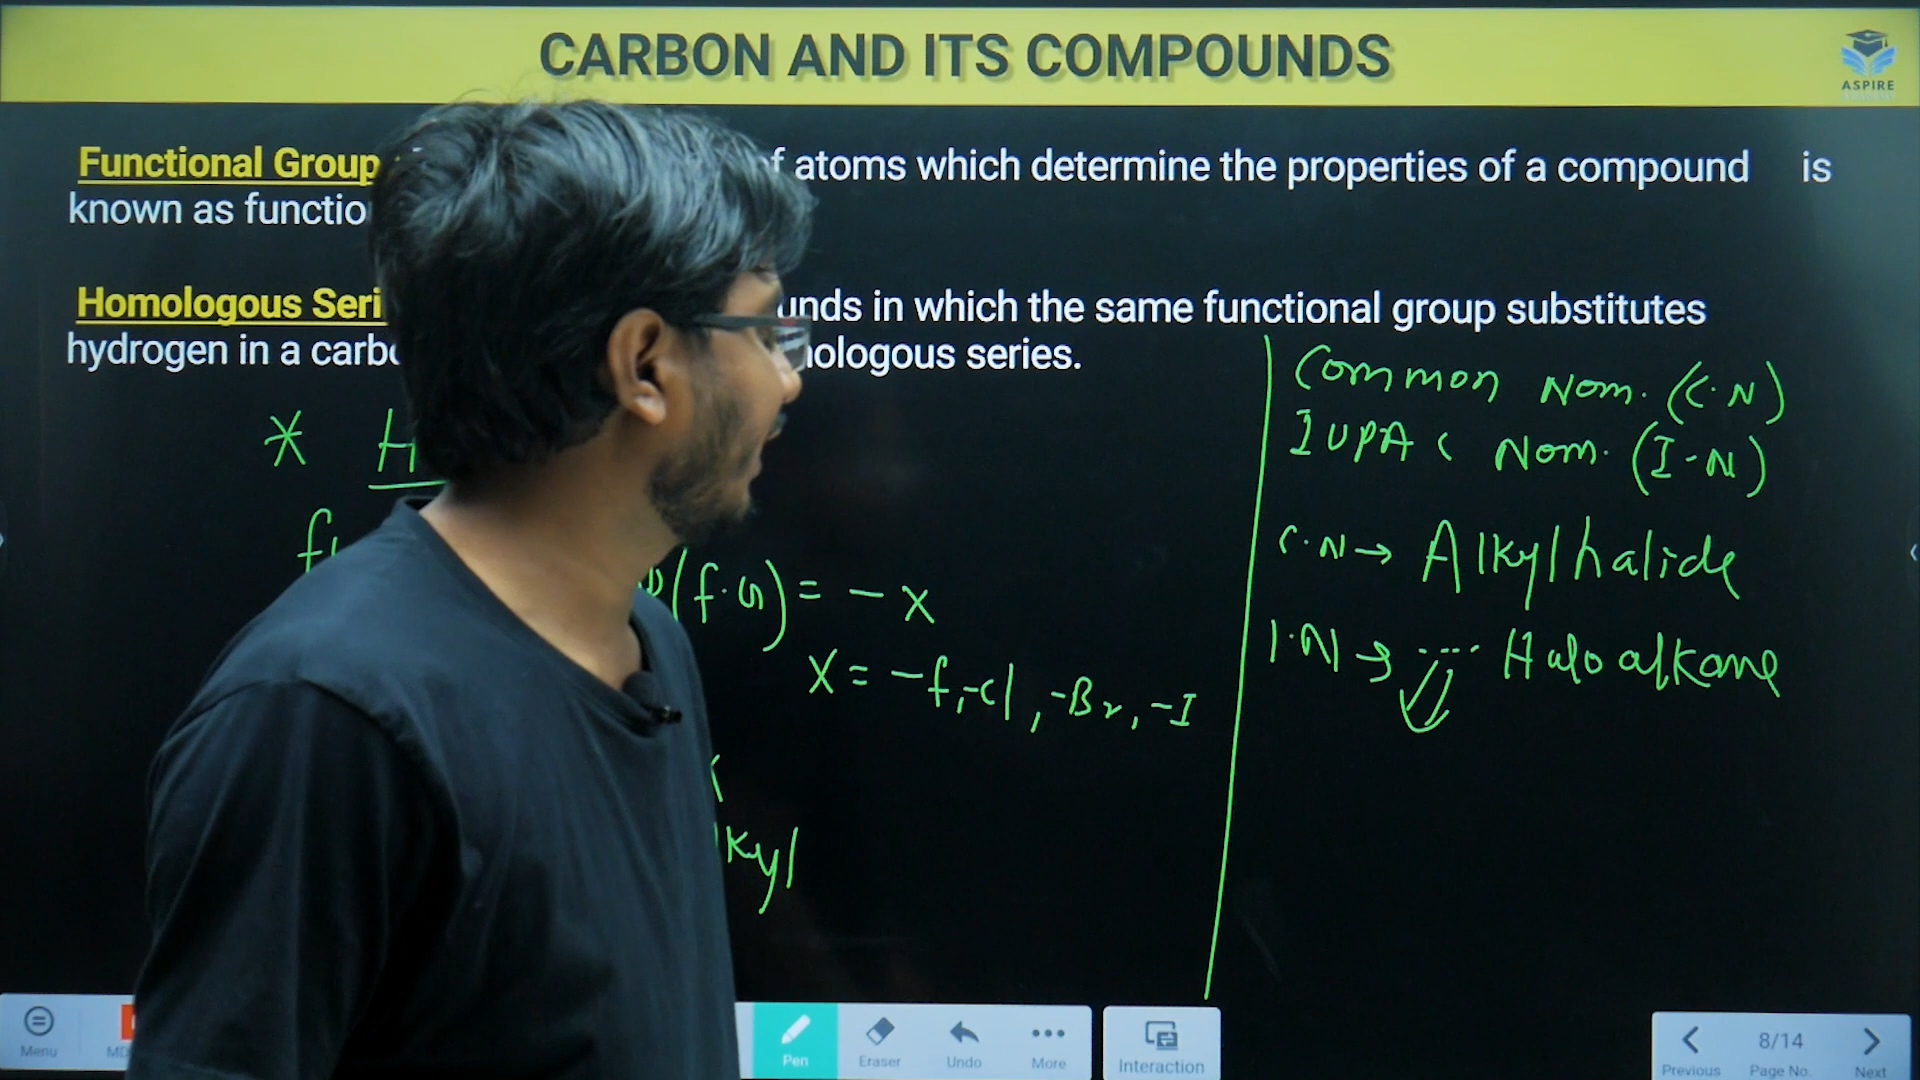 CARBON AND ITS COMPOUNDS
ASPIRE
Functional Group of atoms which determine the properties of a compound is
known as functio
Homologous Seri unds in which the same functional group substitutes
hydrogen in a carbo ologous series.
* H
(f.G) = -X
X = -f, -Cl, -Br, -I
kyl
Common Nom. (C.N)
IUPAC Nom. (I-N)
C.N → Alkylhalide
I.N → .... Haloalkane
Menu
Pen
Eraser
Undo
More
Interaction
Previous
8/14
Page No.
Next